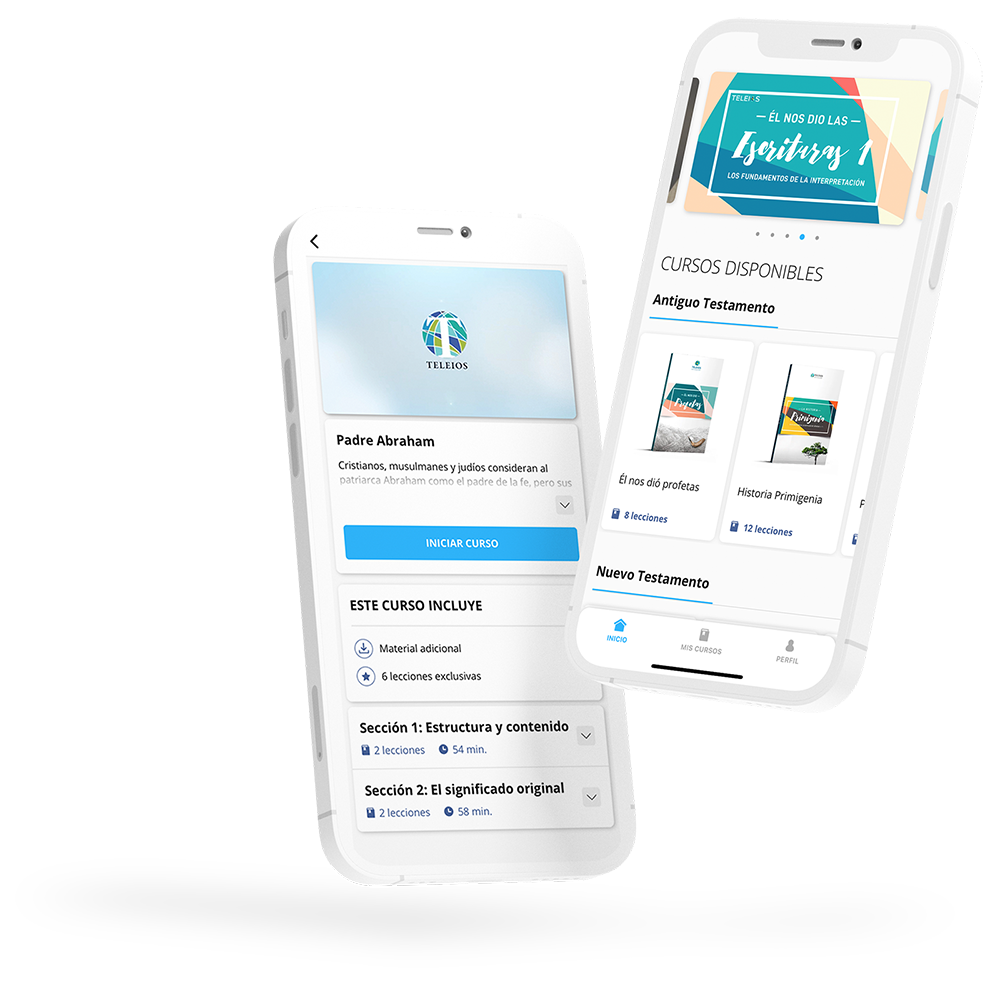 TELEIOS
Padre Abraham
Cristianos, musulmanes y judíos consideran al
patriarca Abraham como el padre de la fe, pero sus
INICIAR CURSO
ESTE CURSO INCLUYE
Material adicional
6 lecciones exclusivas
Sección 1: Estructura y contenido
2 lecciones 54 min.
Sección 2: El significado original
2 lecciones 58 min.
TELEIOS
— ÉL NOS DIO LAS —
Escrituras 1
LOS FUNDAMENTOS DE LA INTERPRETACIÓN
CURSOS DISPONIBLES
Antiguo Testamento
Profetas
Él nos dió profetas
8 lecciones
Primigenia
Historia Primigenia
12 lecciones
P
Nuevo Testamento
INICIO
MIS CURSOS
PERFIL